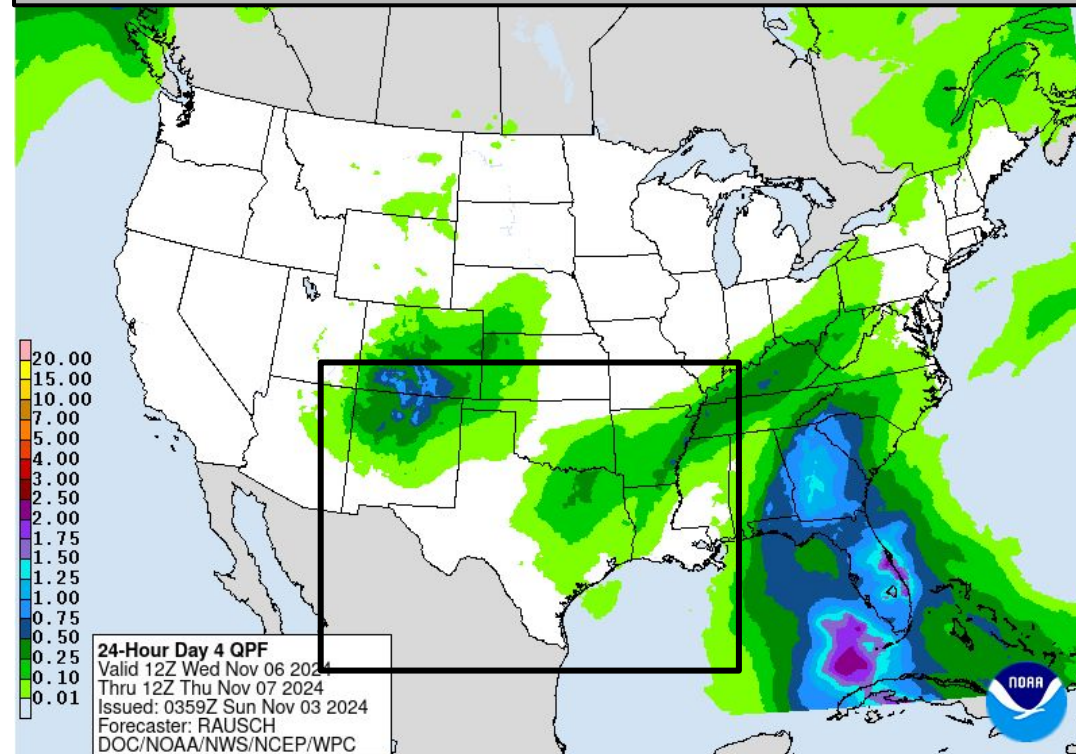 20.00
15.00
10.00
7.00
5.00
4.00
3.00
2.50
2.00
1.75
1.50
1.25
1.00
0.75
0.50
0.25
0.10
0.01
24-Hour Day 4 QPF
Valid 12Z Wed Nov 06 2024
Thru 12Z Thu Nov 07 2024
Issued: 0359Z Sun Nov 03 2024
Forecaster: RAUSCH
DOC/NOAA/NWS/NCEP/WPC
NOAA